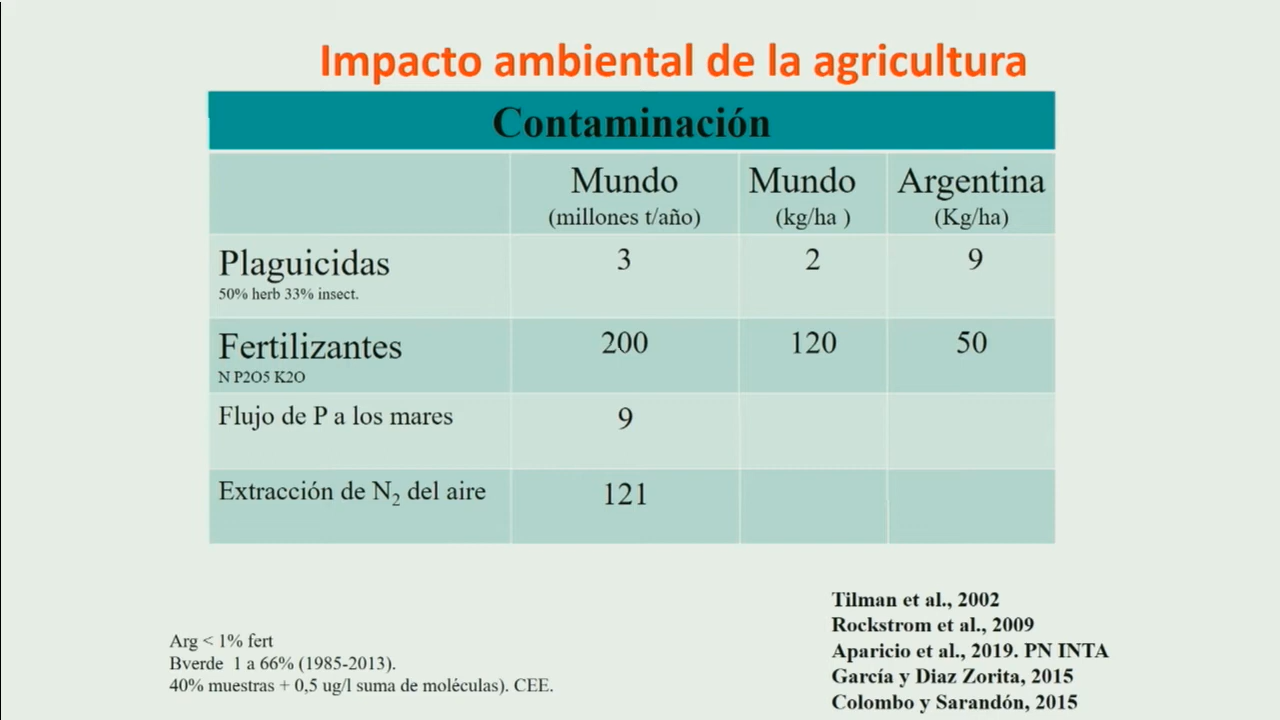 Impacto ambiental de la agricultura
Contaminación
Mundo Mundo Argentina
(millones t/año) (kg/ha ) (Kg/ha)
Plaguicidas 3 2 9
50% herb 33% insect.
Fertilizantes 200 120 50
N P2O5 K2O
Flujo de P a los mares 9
Extracción de N₂ del aire 121
Arg < 1% fert
Bverde 1 a 66% (1985-2013).
40% muestras + 0,5 ug/l suma de moléculas). CEE.
Tilman et al., 2002
Rockstrom et al., 2009
Aparicio et al., 2019. PN INTA
García y Diaz Zorita, 2015
Colombo y Sarandón, 2015